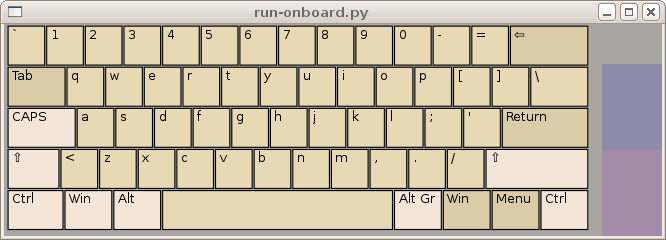 run-onboard.py
` 1 2 3 4 5 6 7 8 9 0 - = ⇦
Tab q w e r t y u i o p [ ] \
CAPS a s d f g h j k l ; ' Return
⇧ < z x c v b n m , . / ⇧
Ctrl Win Alt Alt Gr Win Menu Ctrl